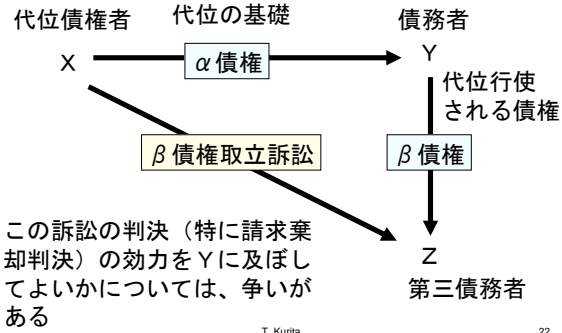 代位債権者
代位の基礎
債務者
X
α債権
Y
代位行使
される債権
β債権取立訴訟
β債権
この訴訟の判決（特に請求棄
却判決）の効力をYに及ぼし
てよいかについては、争いが
ある
Z
第三債務者
T. Kurita
22